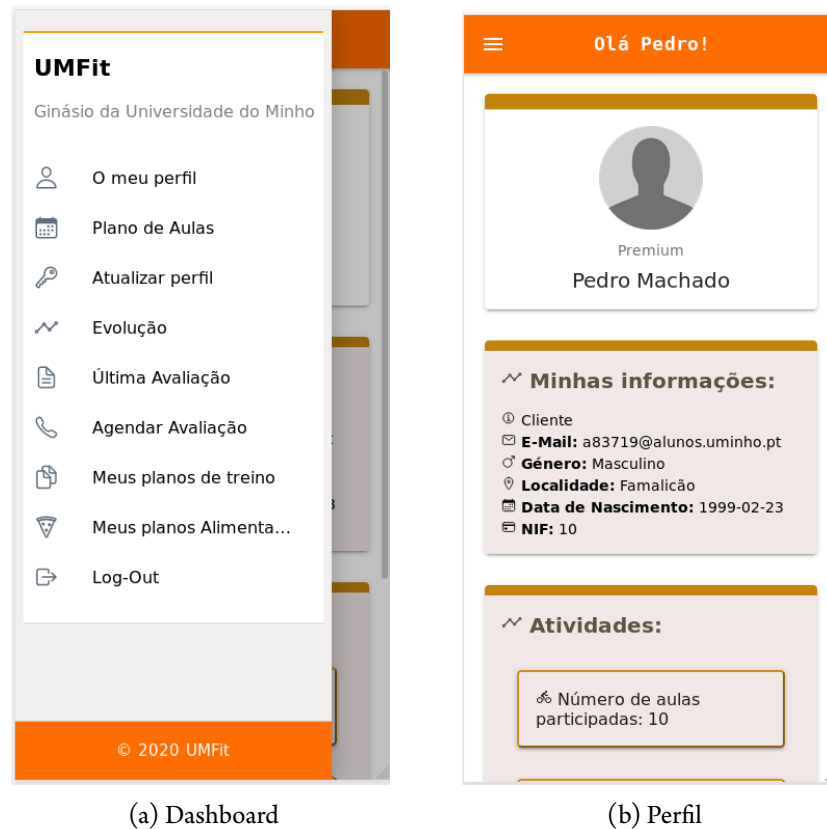 UMFit
Ginásio da Universidade do Minho
O meu perfil
Plano de Aulas
Atualizar perfil
Evolução
Última Avaliação
Agendar Avaliação
Meus planos de treino
Meus planos Alimenta...
Log-Out
© 2020 UMFit
(a) Dashboard
Olá Pedro!
Premium
Pedro Machado
Minhas informações:
Cliente
E-Mail: a83719@alunos.uminho.pt
Género: Masculino
Localidade: Famalicão
Data de Nascimento: 1999-02-23
NIF: 10
Atividades:
Número de aulas
participadas: 10
(b) Perfil